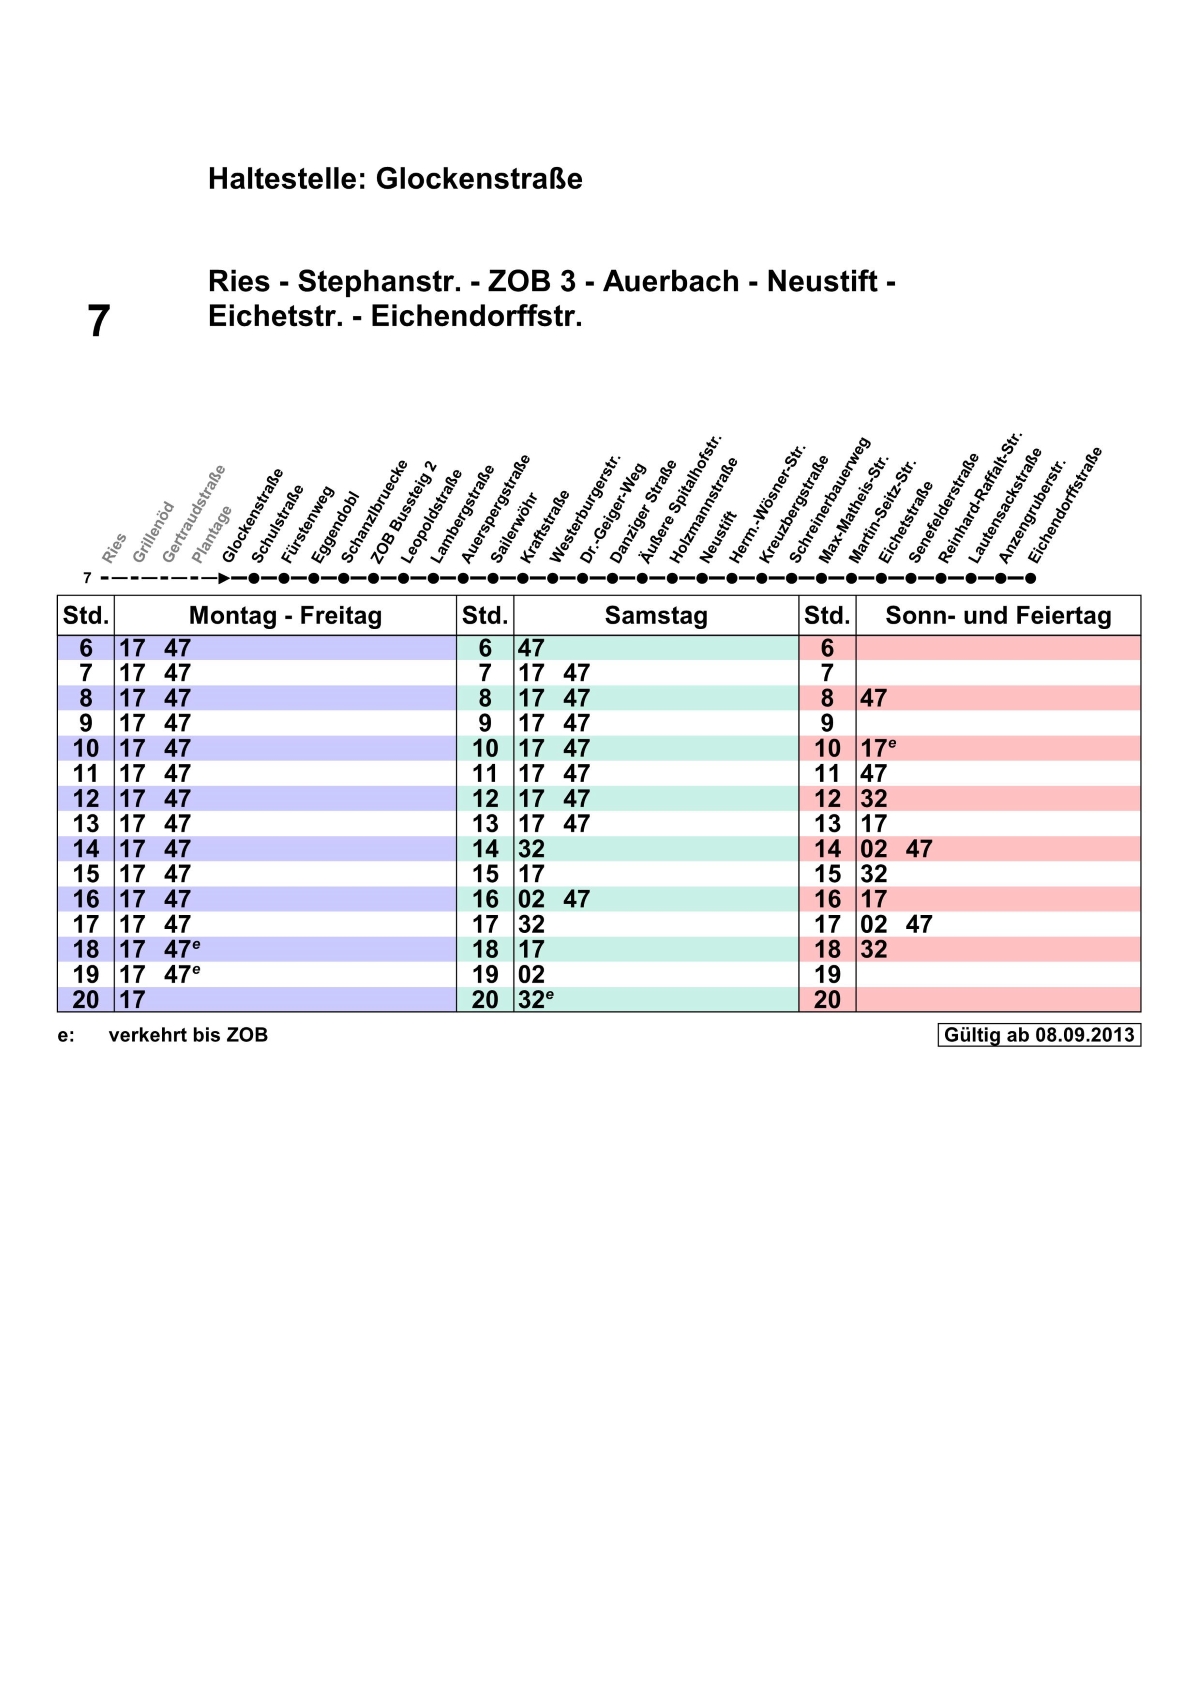 Haltestelle: Glockenstraße
7
Ries - Stephanstr. - ZOB 3 - Auerbach - Neustift -
Eichetstr. - Eichendorffstr.
Ries
Grillenöd
Gertraudstraße
Plantage
Glockenstraße
Schulstraße
Fürstenweg
Eggendobl
Schanzlbruecke
ZOB Bussteig 2
Leopoldstraße
Lambergstraße
Auerspergstraße
Sailerwöhr
Kraftstraße
Westerburgerstr.
Dr.-Geiger-Weg
Danziger Straße
Äußere Spitalhofstr.
Holzmannstraße
Neustift
Herm.-Wösner-Str.
Kreuzbergstraße
Schreinerbauerweg
Max-Matheis-Str.
Martin-Seitz-Str.
Eichetstraße
Senefelderstraße
Reinhard-Raffalt-Str.
Lautensackstraße
Anzengruberstr.
Eichendorffstraße
7
Std. Montag - Freitag Std. Samstag Std. Sonn- und Feiertag
6 17 47 6 47 6
7 17 47 7 17 47 7
8 17 47 8 17 47 8 47
9 17 47 9 17 47 9
10 17 47 10 17 47 10 17e
11 17 47 11 17 47 11 47
12 17 47 12 17 47 12 32
13 17 47 13 17 47 13 17
14 17 47 14 32 14 02 47
15 17 47 15 17 15 32
16 17 47 16 02 47 16 17
17 17 47 17 32 17 02 47
18 17 47e 18 17 18 32
19 17 47e 19 02 19
20 17 20 32e 20
e: verkehrt bis ZOB Gültig ab 08.09.2013